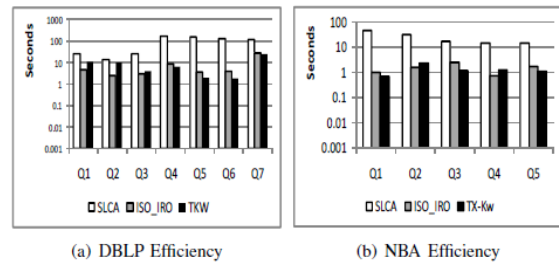 Seconds
1000
100
10
1
0.1
0.01
0.001
Q1 Q2 Q3 Q4 Q5 Q6 Q7
SLCA ISO_IRO TKW
(a) DBLP Efficiency
Seconds
100
10
1
0.1
0.01
0.001
Q1 Q2 Q3 Q4 Q5
SLCA ISO_IRO TX-Kw
(b) NBA Efficiency